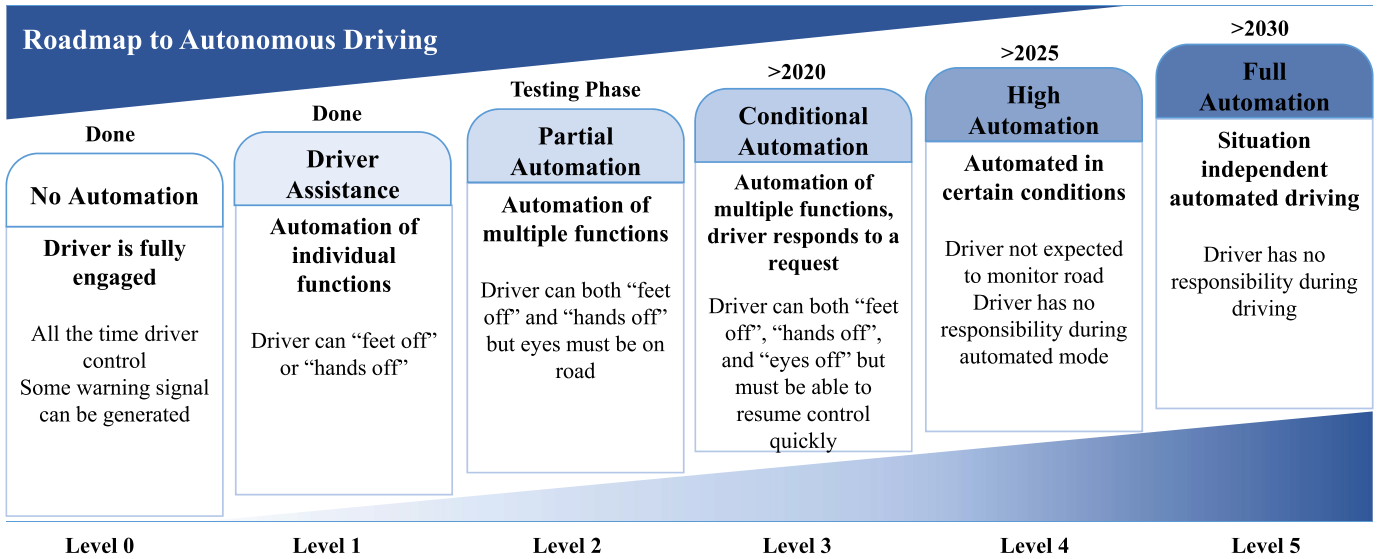 Roadmap to Autonomous Driving
Done
No Automation
Driver is fully
engaged
All the time driver
control
Some warning signal
can be generated
Level 0
Done
Driver
Assistance
Automation of
individual
functions
Driver can “feet off”
or “hands off”
Level 1
Testing Phase
Partial
Automation
Automation of
multiple functions
Driver can both “feet
off” and “hands off”
but eyes must be on
road
Level 2
>2020
Conditional
Automation
Automation of
multiple functions,
driver responds to a
request
Driver can both “feet
off”, “hands off”,
and “eyes off” but
must be able to
resume control
quickly
Level 3
>2025
High
Automation
Automated in
certain conditions
Driver not expected
to monitor road
Driver has no
responsibility during
automated mode
Level 4
>2030
Full
Automation
Situation
independent
automated driving
Driver has no
responsibility during
driving
Level 5